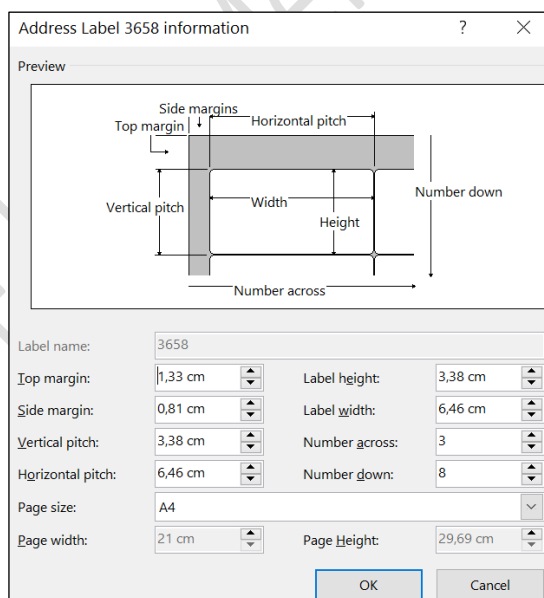 Address Label 3658 information ? ×
Preview
Side margins
Top margin
Horizontal pitch
Number down
Vertical pitch
Width
Height
Number across
Label name: 3658
Top margin: 1,33 cm Label height: 3,38 cm
Side margin: 0,81 cm Label width: 6,46 cm
Vertical pitch: 3,38 cm Number across: 3
Horizontal pitch: 6,46 cm Number down: 8
Page size: A4
Page width: 21 cm Page Height: 29,69 cm
OK Cancel